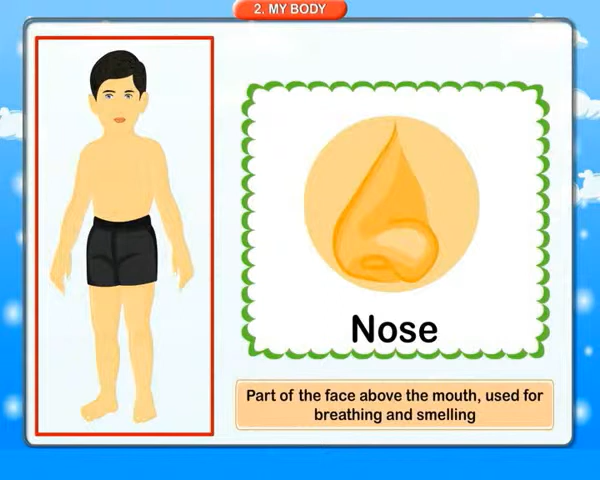 2. MY BODY
Nose
Part of the face above the mouth, used for
breathing and smelling